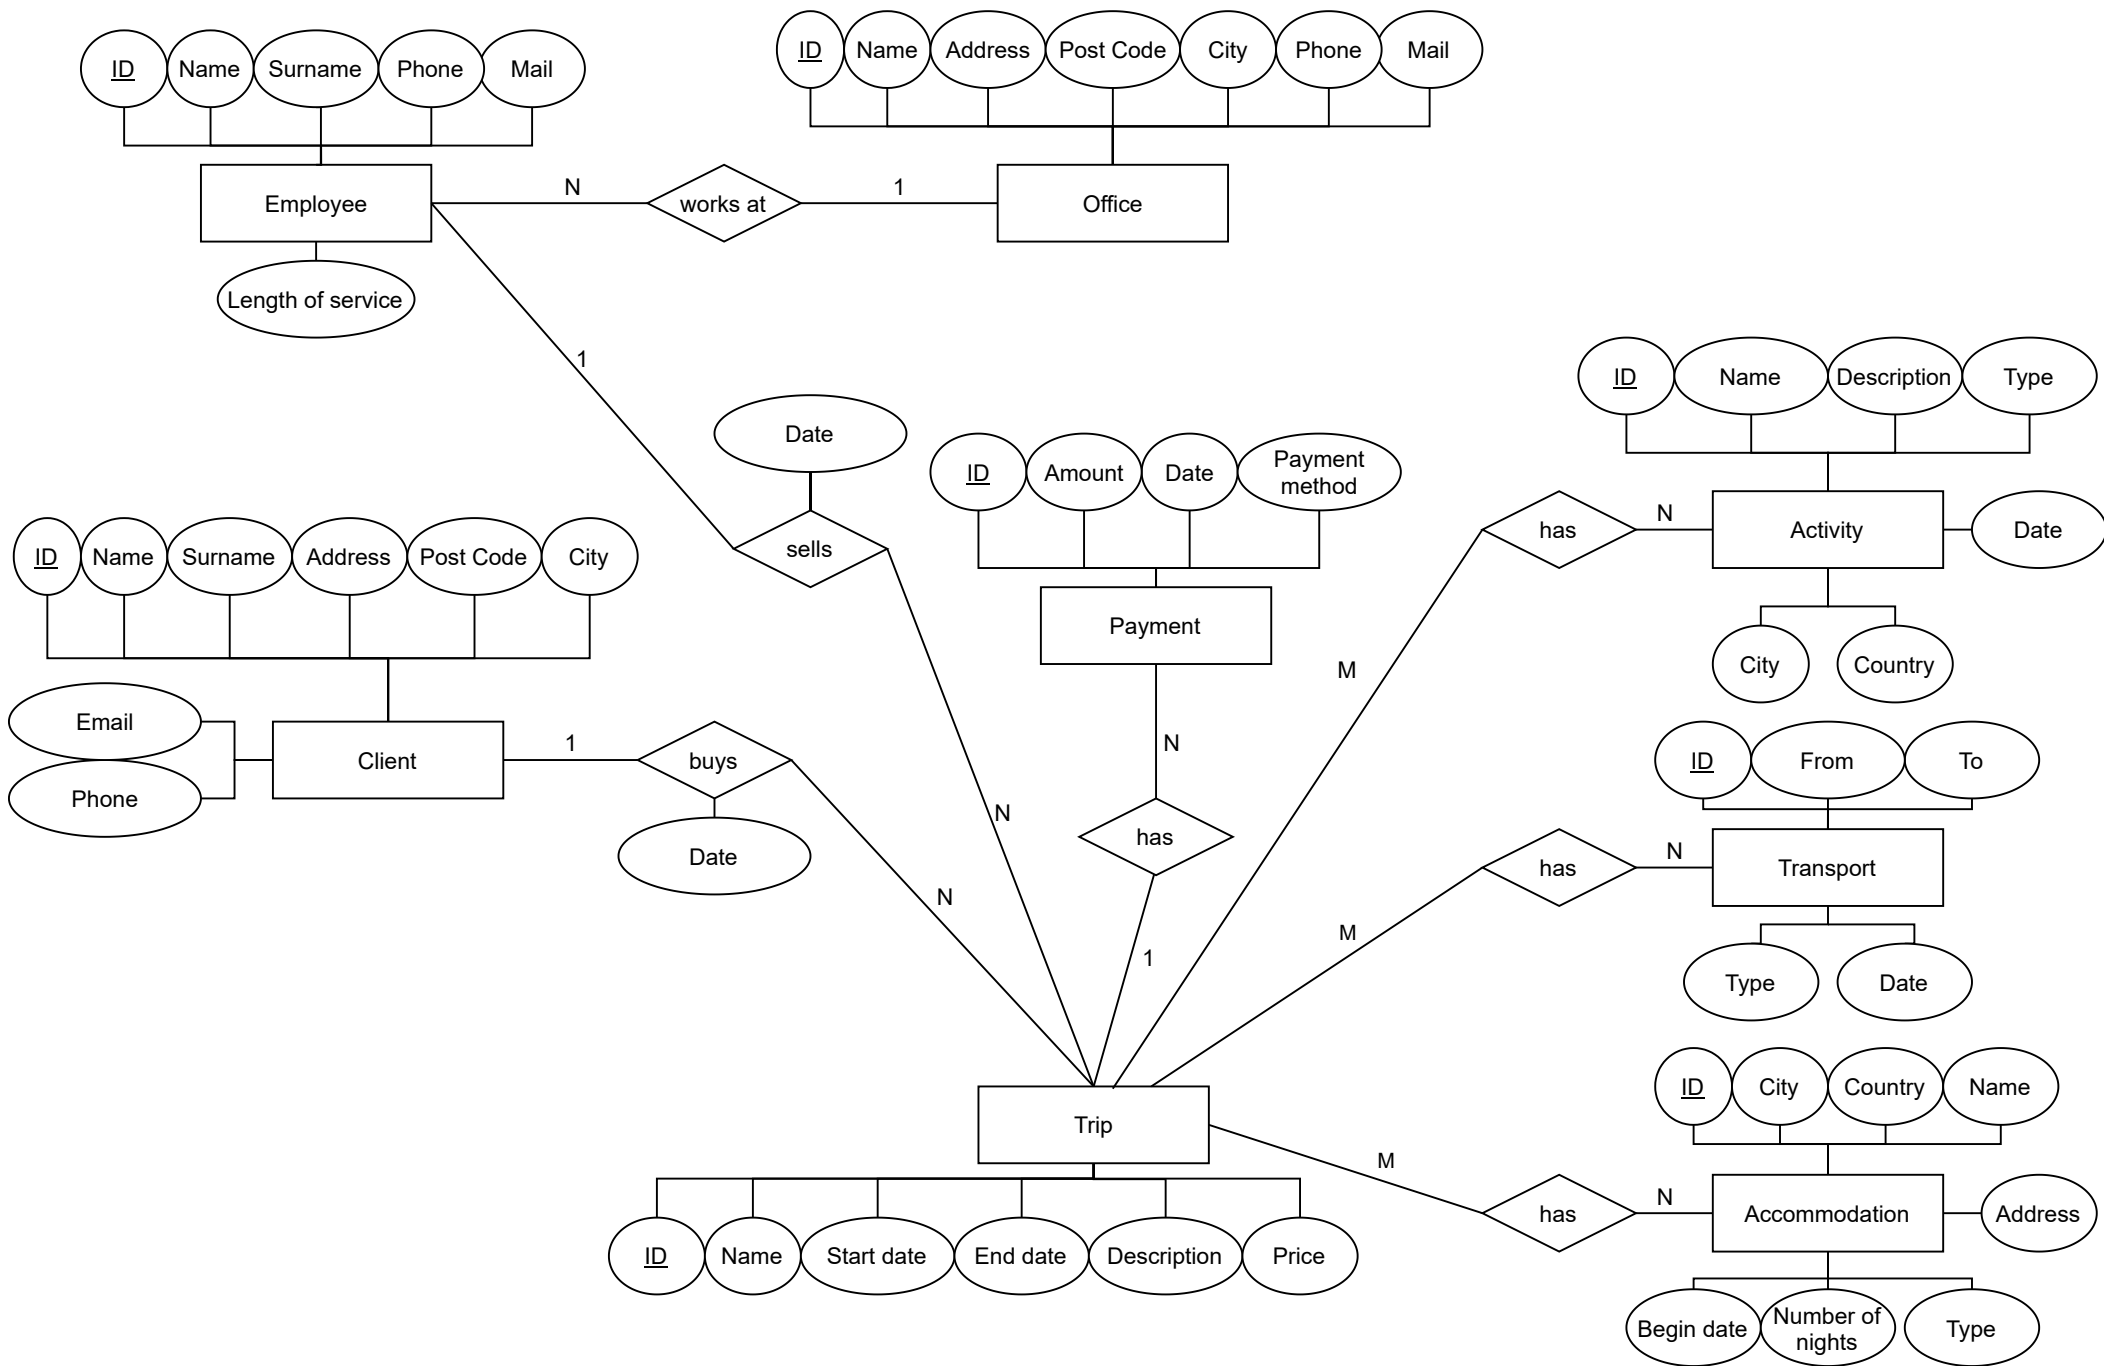 ID
Name
Surname
Phone
Mail
ID
Name
Address
Post Code
City
Phone
Mail
Employee
N
works at
1
Office
Length of service
1
ID
Name
Description
Type
Date
ID
Amount
Date
Payment
method
has
N
Activity
Date
ID
Name
Surname
Address
Post Code
City
sells
Payment
City
Country
M
Email
Phone
Client
1
buys
N
ID
From
To
Date
N
has
has
N
Transport
N
M
1
Type
Date
ID
City
Country
Name
Trip
M
has
N
Accommodation
Address
ID
Name
Start date
End date
Description
Price
Begin date
Number of
nights
Type